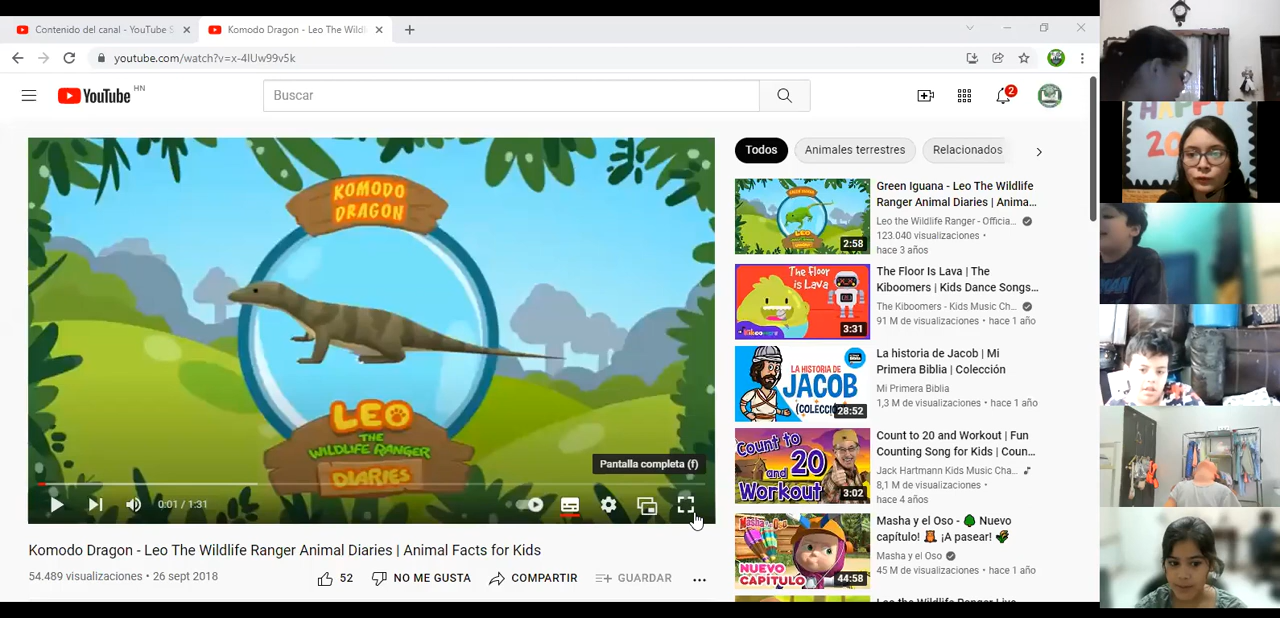 Contenido del canal - YouTube S
Komodo Dragon - Leo The Wild
youtube.com/watch?v=x-4lUw99v5k
YouTube HN
Buscar
2
KOMODO
DRAGON
LEO
THE
WILDLIFE RANGER
DIARIES
Pantalla completa (f)
0:01 / 1:31
Komodo Dragon - Leo The Wildlife Ranger Animal Diaries | Animal Facts for Kids
54.489 visualizaciones • 26 sept 2018
52
NO ME GUSTA
COMPARTIR
GUARDAR
Todos
Animales terrestres
Relacionados
LEO
2:58
Green Iguana - Leo The Wildlife
Ranger Animal Diaries | Anima...
Leo the Wildlife Ranger - Officia...
123.040 visualizaciones •
hace 3 años
The Floor
is Lava
3:31
The Floor Is Lava | The
Kiboomers | Kids Dance Songs...
The Kiboomers - Kids Music Ch...
91 M de visualizaciones • hace 1 año
LA HISTORIA DE
JACOB
(COLECCI
28:52
La historia de Jacob | Mi
Primera Biblia | Colección
Mi Primera Biblia
1,3 M de visualizaciones • hace 1 año
Count to
20
and
Workout
3:02
Count to 20 and Workout | Fun
Counting Song for Kids | Coun...
Jack Hartmann Kids Music Cha...
8,1 M de visualizaciones •
hace 4 años
NUEVO
CAPÍTULO
44:58
Masha y el Oso - Nuevo
capítulo! ¡A pasear!
Masha y el Oso
45 M de visualizaciones • hace 1 año
HAPPY